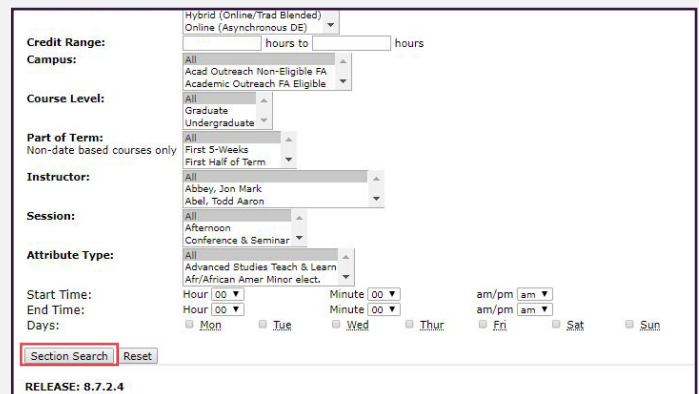 Hybrid (Online/Trad Blended)
Online (Asynchronous DE)
Credit Range: hours to hours
Campus: All
Acad Outreach Non-Eligible FA
Academic Outreach FA Eligible
Course Level: All
Graduate
Undergraduate
Part of Term: All
Non-date based courses only First 5-Weeks
First Half of Term
Instructor: All
Abbey, Jon Mark
Abel, Todd Aaron
Session: All
Afternoon
Conference & Seminar
Attribute Type: All
Advanced Studies Teach & Learn
Afr/African Amer Minor elect.
Start Time: Hour 00 Minute 00 am/pm am
End Time: Hour 00 Minute 00 am/pm am
Days: Mon Tue Wed Thur Fri Sat Sun
Section Search Reset
RELEASE: 8.7.2.4